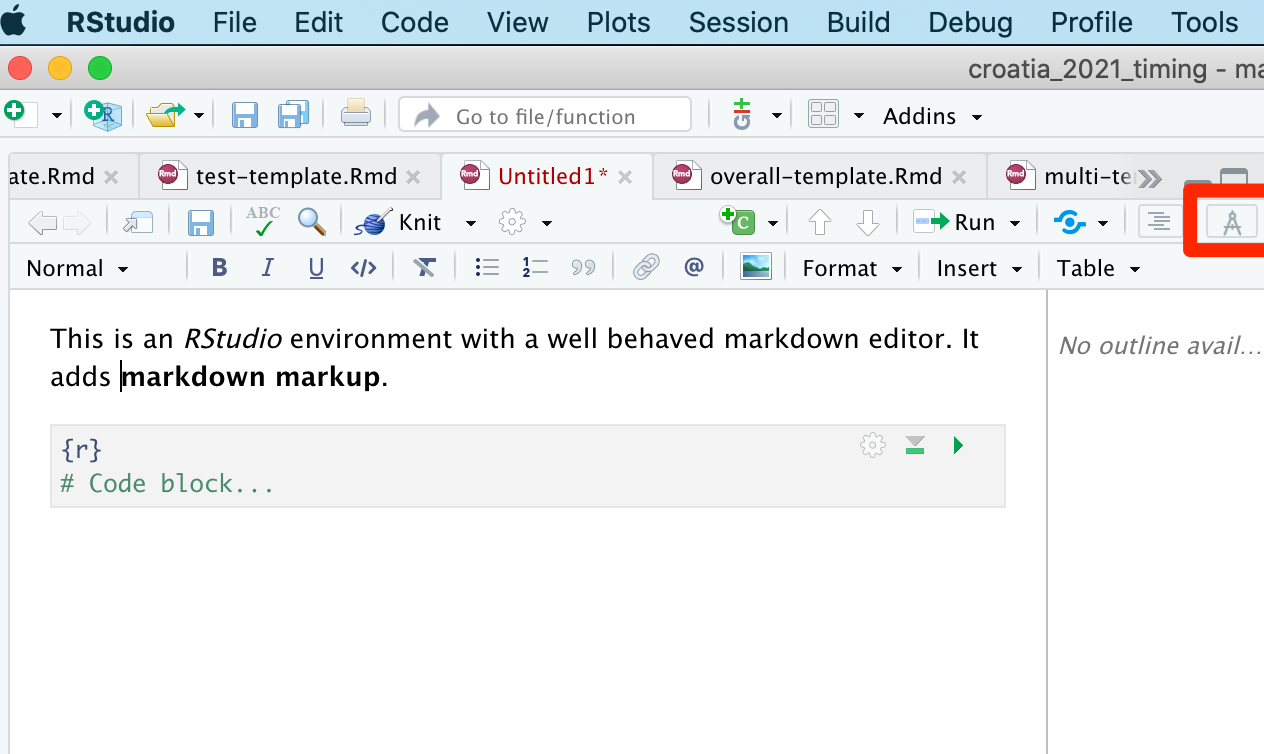 RStudio File Edit Code View Plots Session Build Debug Profile Tools
croatia_2021_timing - ma
R Go to file/function Git Addins
ate.Rmd Rmd test-template.Rmd Rmd Untitled1* Rmd overall-template.Rmd Rmd multi-te
ABC Knit C Run
Normal B I U </> T 1 2 @ Format Insert Table
This is an RStudio environment with a well behaved markdown editor. It
No outline avail...
adds markdown markup.
{r}
# Code block...